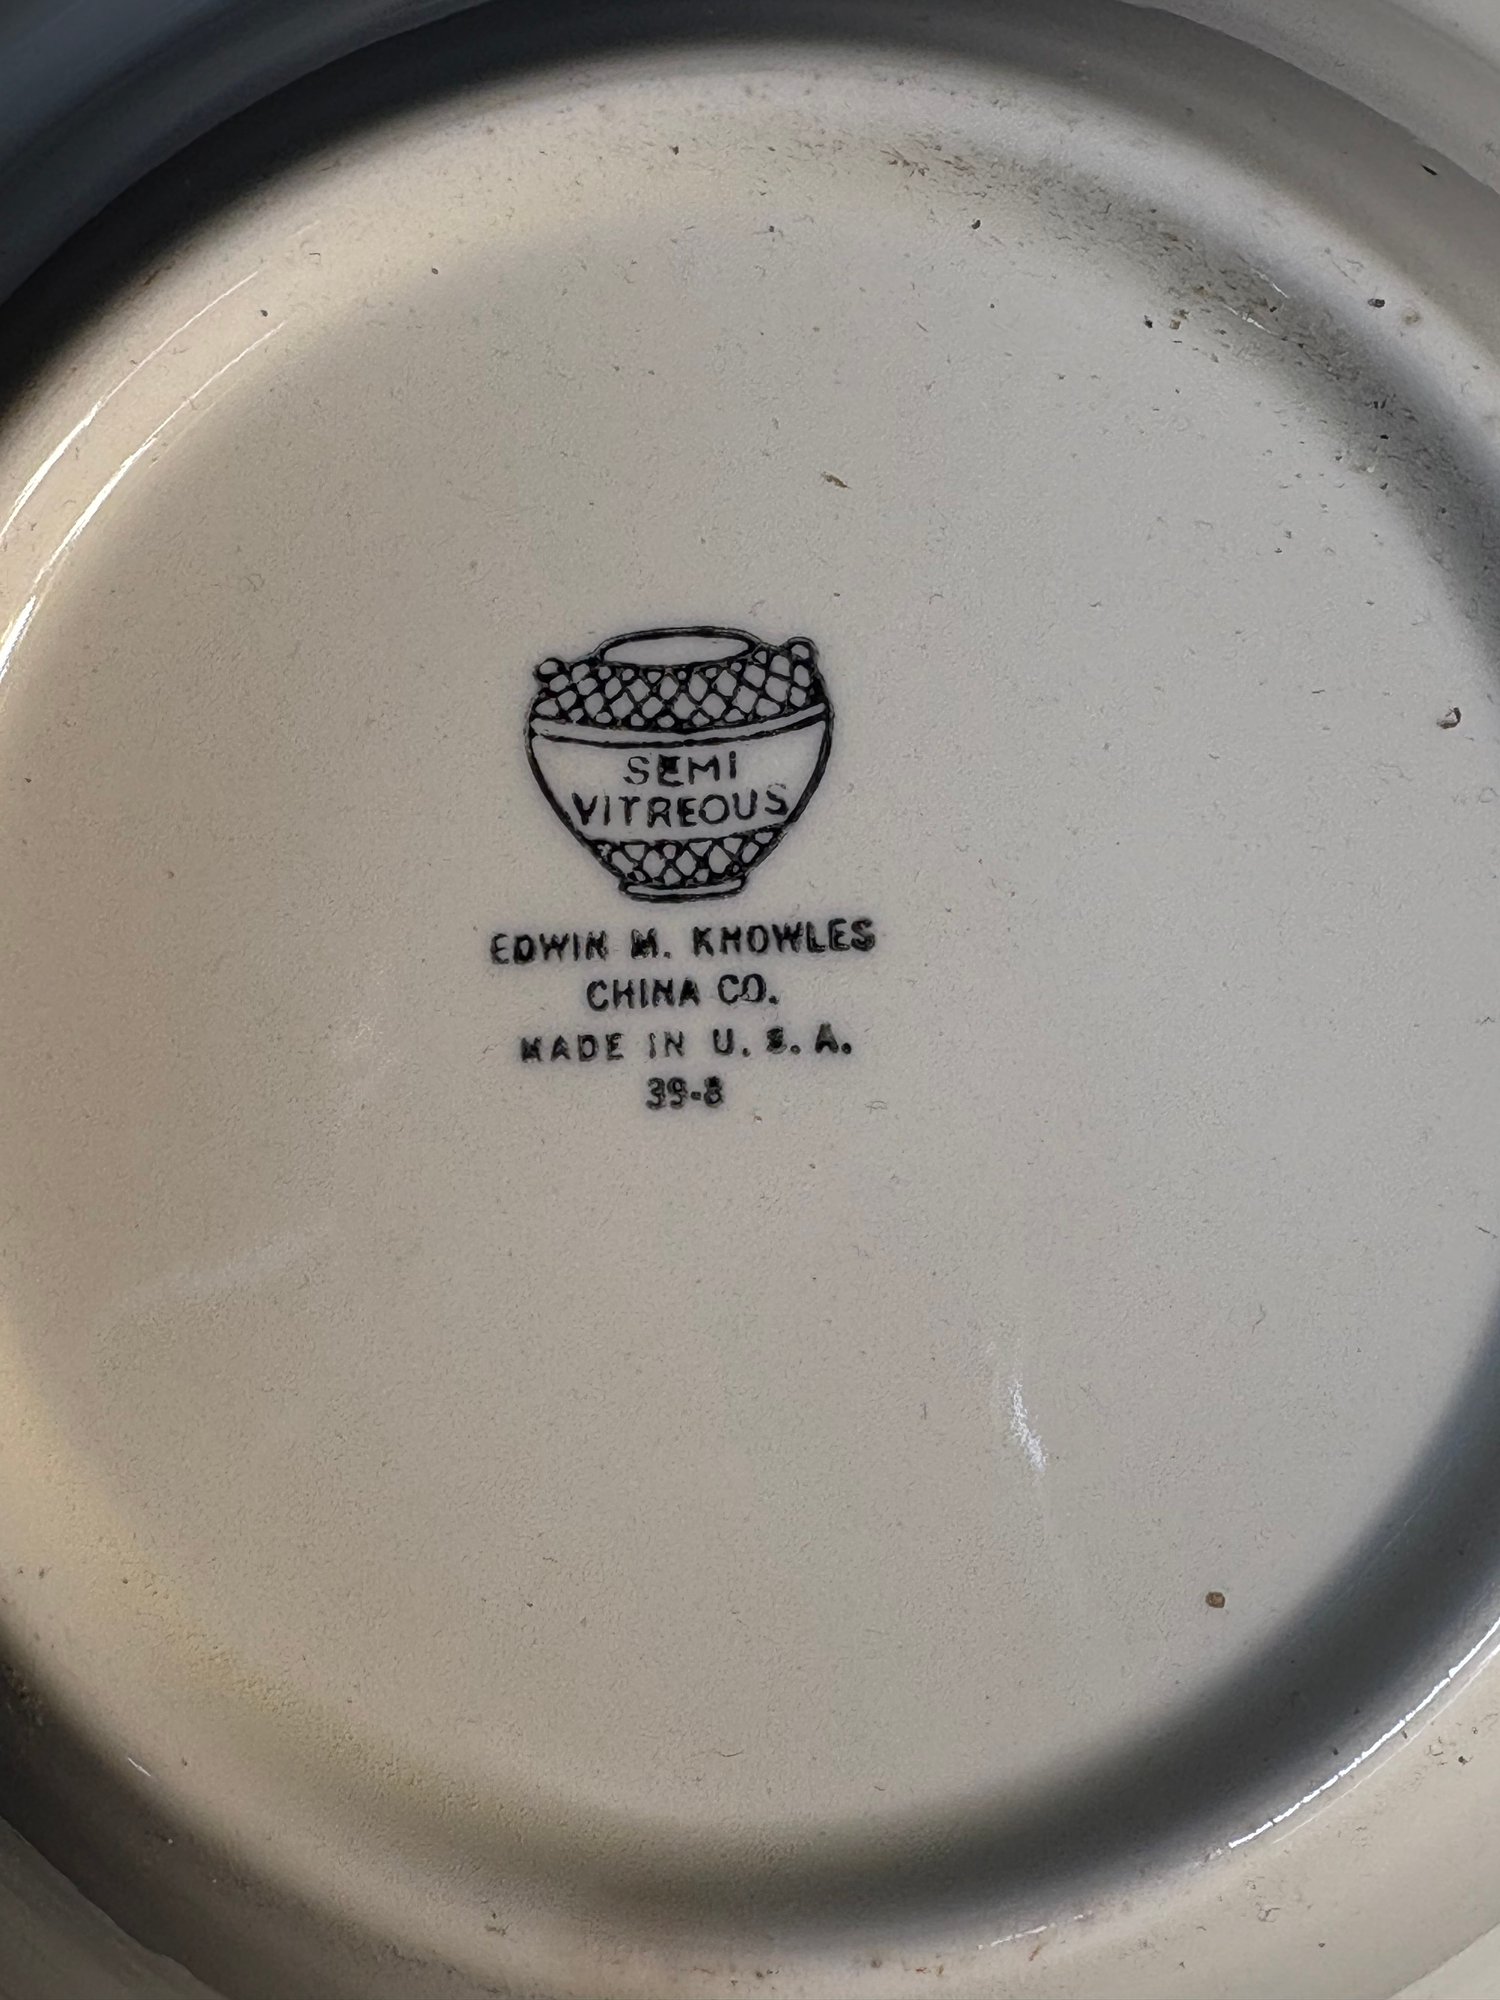 SEMI
VITREOUS
EDWIN M. KNOWLES
CHINA CO.
MADE IN U. S. A.
39-8